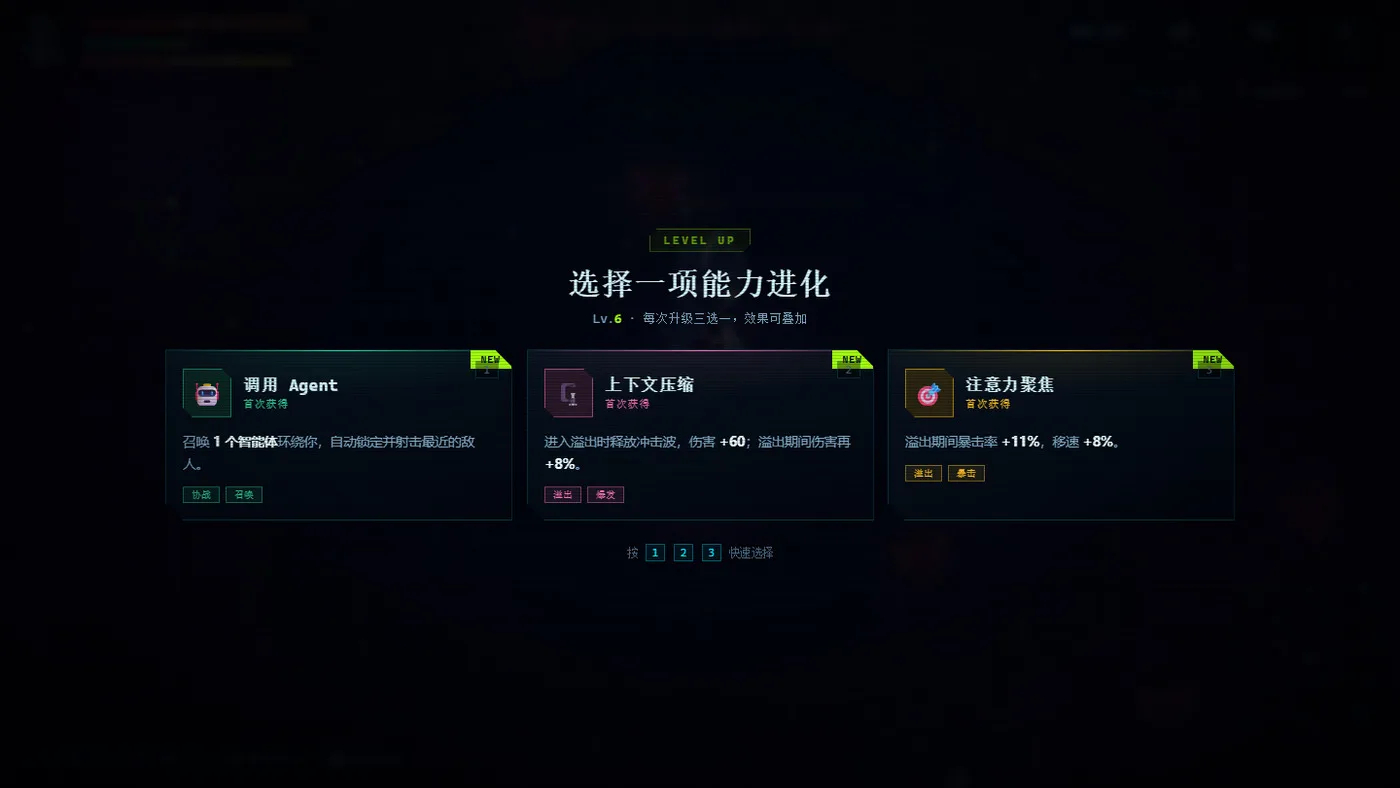 LEVEL UP
选择一项能力进化
Lv.6 · 每次升级三选一，效果可叠加
NEW
1
调用 Agent
首次获得
召唤 1 个智能体环绕你，自动锁定并射击最近的敌
人。
协战
召唤
NEW
2
上下文压缩
首次获得
进入溢出时释放冲击波，伤害 +60；溢出期间伤害再
+8%。
溢出
爆发
NEW
3
注意力聚焦
首次获得
溢出期间暴击率 +11%，移速 +8%。
溢出
暴击
按 1 2 3 快速选择